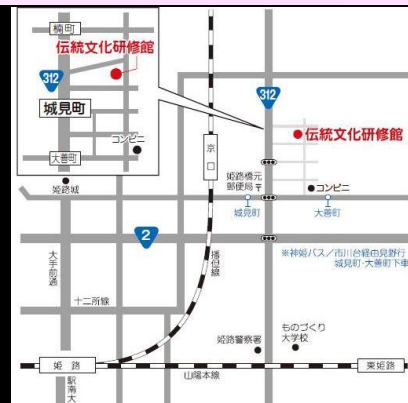 楠町
伝統文化研修館
312
城見町
コンビニ
大善町
姫路城
京口
312
伝統文化研修館
姫路橋元
郵便局〒
コンビニ
城見町
大善町
2
※神姫バス/市川台経由見野行
城見町・大善町下車
大手前通
播但線
十二所線
姫路警察署
ものづくり
大学校
姫路
山陽本線
東姫路
駅南大